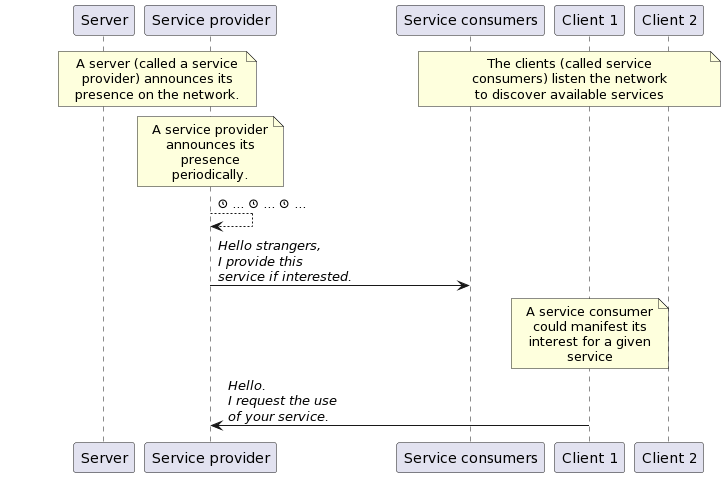 Server
Service provider
Service consumers
Client 1
Client 2
A server (called a service
provider) announces its
presence on the network.
The clients (called service
consumers) listen the network
to discover available services
A service provider
announces its
presence
periodically.
... ... ...
Hello strangers,
I provide this
service if interested.
A service consumer
could manifest its
interest for a given
service
Hello.
I request the use
of your service.
Server
Service provider
Service consumers
Client 1
Client 2